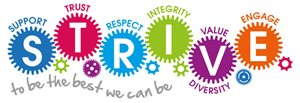 SUPPORT TRUST RESPECT INTEGRITY VALUE DIVERSITY ENGAGE
STRIVE
to be the best we can be